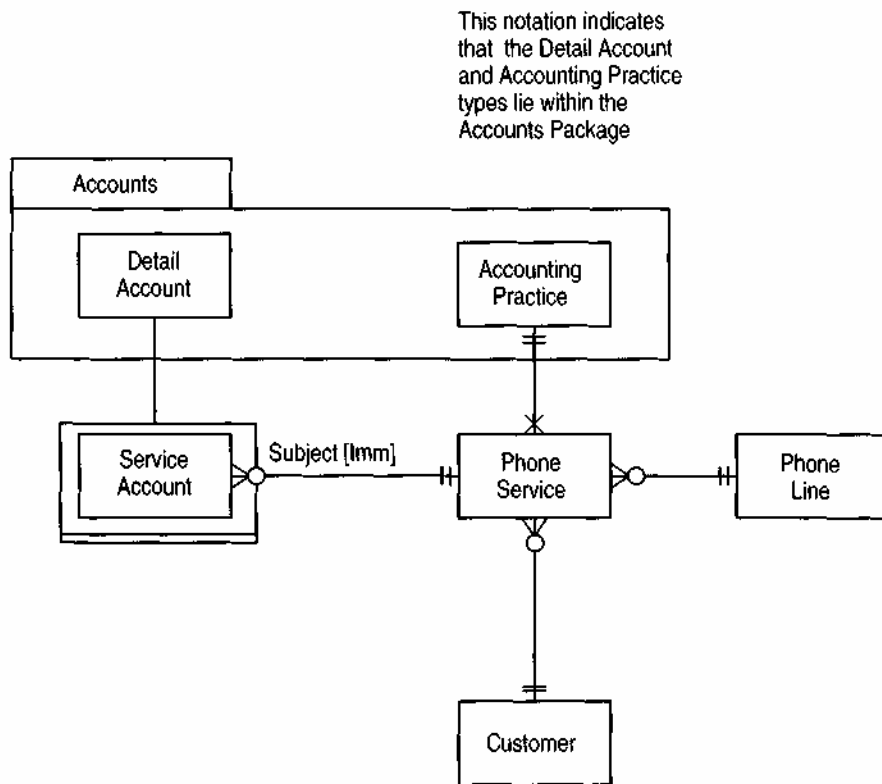 This notation indicates
that the Detail Account
and Accounting Practice
types lie within the
Accounts Package
Accounts
Detail
Account
Accounting
Practice
Service
Account
Subject [Imm]
Phone
Service
Phone
Line
Customer